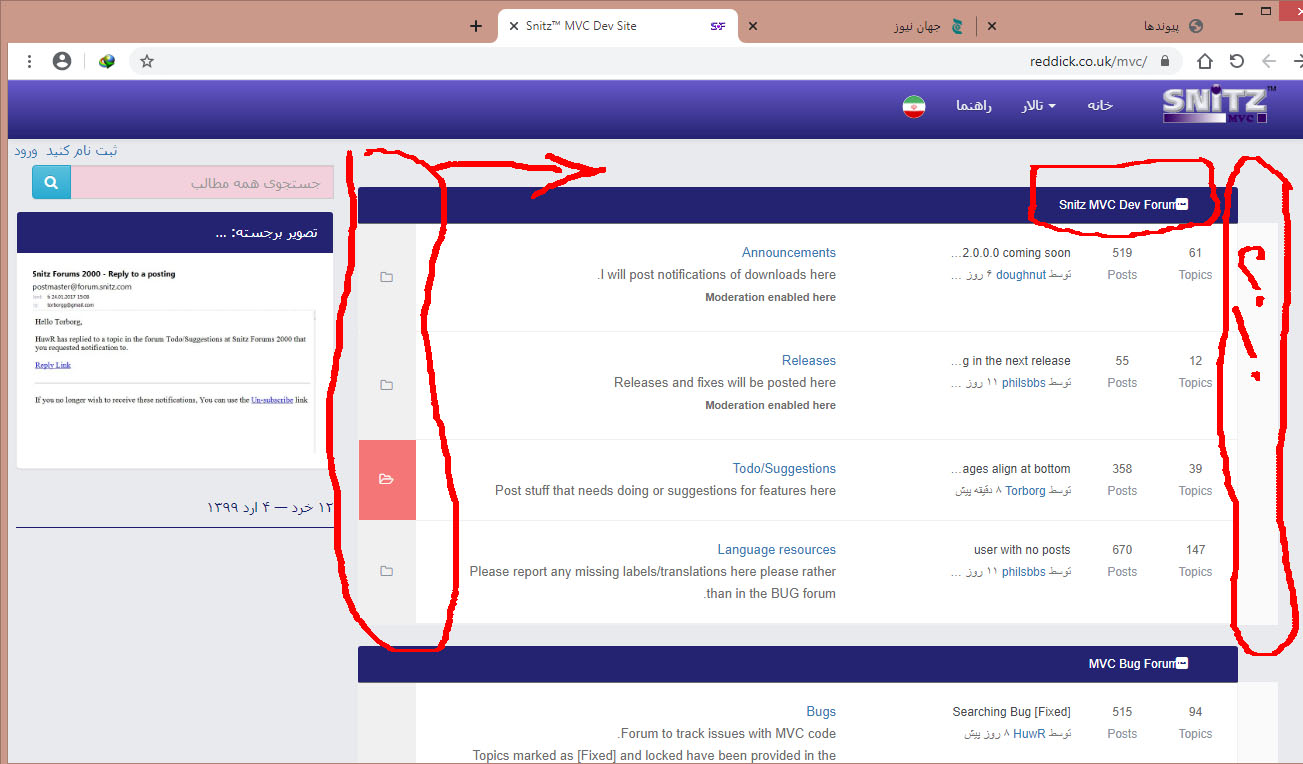 Snitz™ MVC Dev Site
جهان نیوز
پیوندها
reddick.co.uk/mvc/
SNiTZ™ MVC
خانه
تالار
راهنما
ثبت نام کنید ورود
جستجوی همه مطالب
تصویر برجسته: ...
Snitz Forums 2000 - Reply to a posting
postmaster@forum.snitz.com
24.01.2017 15:08
torborgg@gmail.com
Hello Torborg,
HuwR has replied to a topic in the forum Todo/Suggestions at Snitz Forums 2000 that
you requested notification to.
Reply Link
If you no longer wish to receive these notifications, You can use the Un-subscribe link
۱۲ خرد — ۴ ارد ۱۳۹۹
Snitz MVC Dev Forum
Announcements
.I will post notifications of downloads here
Moderation enabled here
...2.0.0.0 coming soon
توسط doughnut ۶ روز ...
519
Posts
61
Topics
Releases
Releases and fixes will be posted here
Moderation enabled here
...g in the next release
توسط philsbbs ۱۱ روز ...
55
Posts
12
Topics
Todo/Suggestions
Post stuff that needs doing or suggestions for features here
...ages align at bottom
توسط Torborg ۸ دقیقه پیش
358
Posts
39
Topics
Language resources
Please report any missing labels/translations here please rather
.than in the BUG forum
user with no posts
توسط philsbbs ۱۱ روز ...
670
Posts
147
Topics
? ! .
MVC Bug Forum
Bugs
.Forum to track issues with MVC code
Topics marked as [Fixed] and locked have been provided in the
Searching Bug [Fixed]
توسط HuwR ۸ روز پیش
515
Posts
94
Topics